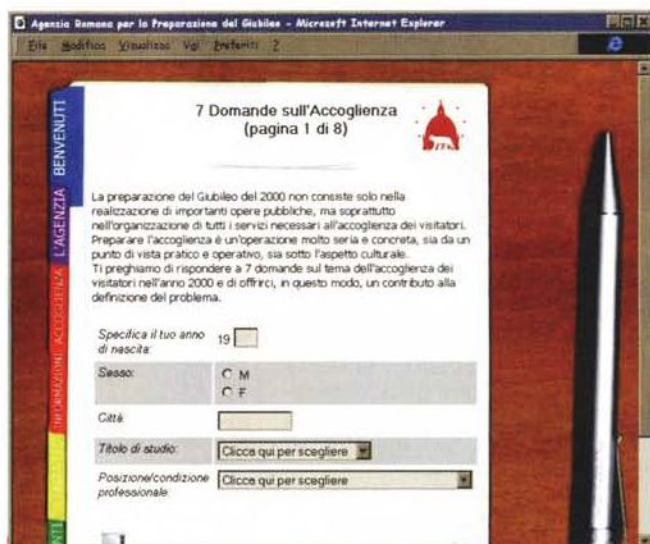 Agenzia Romana per la Preparazione del Giubileo - Microsoft Internet Explorer
File Modifica Visualizza Vai Preferiti ?
BENVENUTI
L'AGENZIA
ACCOGLIENZA
INFORMAZIONI
7 Domande sull'Accoglienza
(pagina 1 di 8)
La preparazione del Giubileo del 2000 non consiste solo nella
realizzazione di importanti opere pubbliche, ma soprattutto
nell'organizzazione di tutti i servizi necessari all'accoglienza dei visitatori.
Preparare l'accoglienza è un'operazione molto seria e concreta, sia da un
punto di vista pratico e operativo, sia sotto l'aspetto culturale.
Ti preghiamo di rispondere a 7 domande sul tema dell'accoglienza dei
visitatori nell'anno 2000 e di offrirci, in questo modo, un contributo alla
definizione del problema.
Specifica il tuo anno
di nascita: 19
Sesso: M
F
Città:
Titolo di studio: Clicca qui per scegliere
Posizione/condizione Clicca qui per scegliere
professionale: